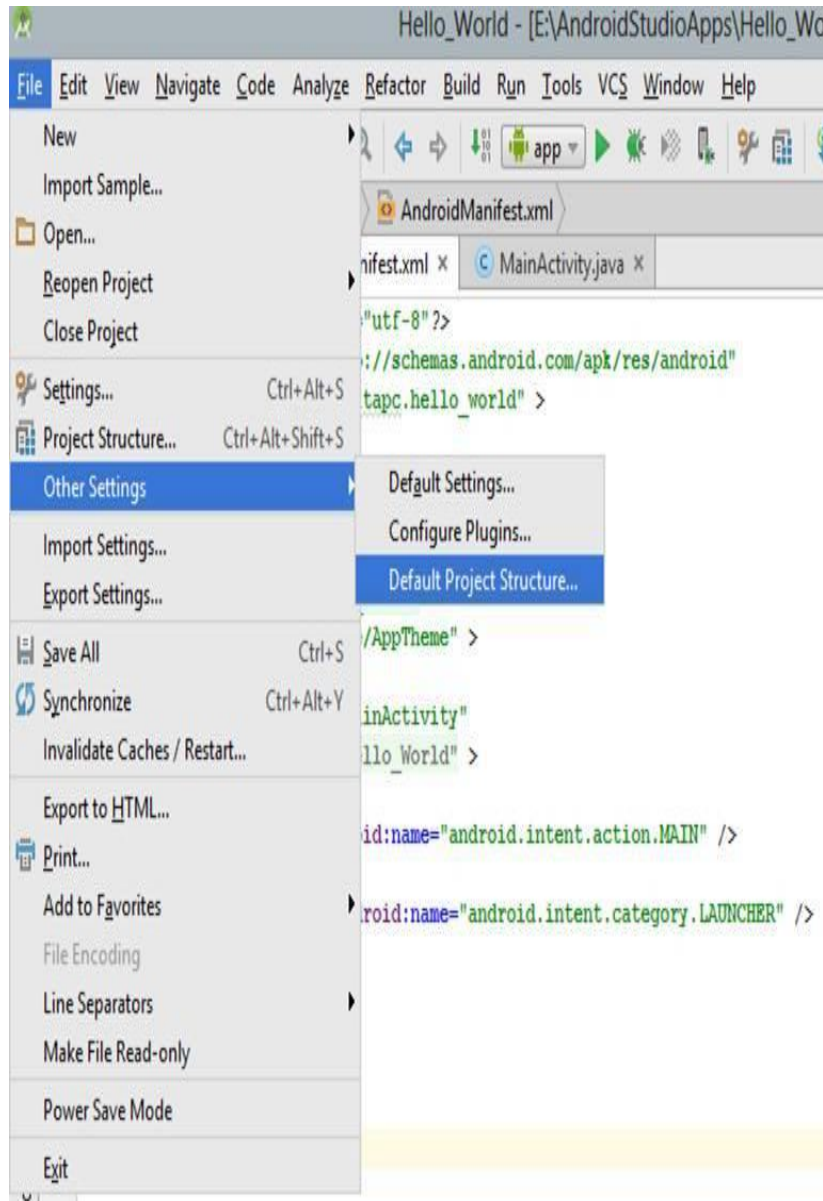 Hello_World - [E:\AndroidStudioApps\Hello_Wo
File Edit View Navigate Code Analyze Refactor Build Run Tools VCS Window Help
New
Import Sample...
Open...
Reopen Project
Close Project
Settings... Ctrl+Alt+S
Project Structure... Ctrl+Alt+Shift+S
Other Settings
Import Settings...
Export Settings...
Save All Ctrl+S
Synchronize Ctrl+Alt+Y
Invalidate Caches / Restart...
Export to HTML...
Print...
Add to Favorites
File Encoding
Line Separators
Make File Read-only
Power Save Mode
Exit
Default Settings...
Configure Plugins...
Default Project Structure...
app
AndroidManifest.xml
nifest.xml × C MainActivity.java ×
"utf-8"?>
://schemas.android.com/apk/res/android"
tapc.hello_world" >
/AppTheme" >
inActivity"
llo_World" >
id:name="android.intent.action.MAIN" />
roid:name="android.intent.category.LAUNCHER" />